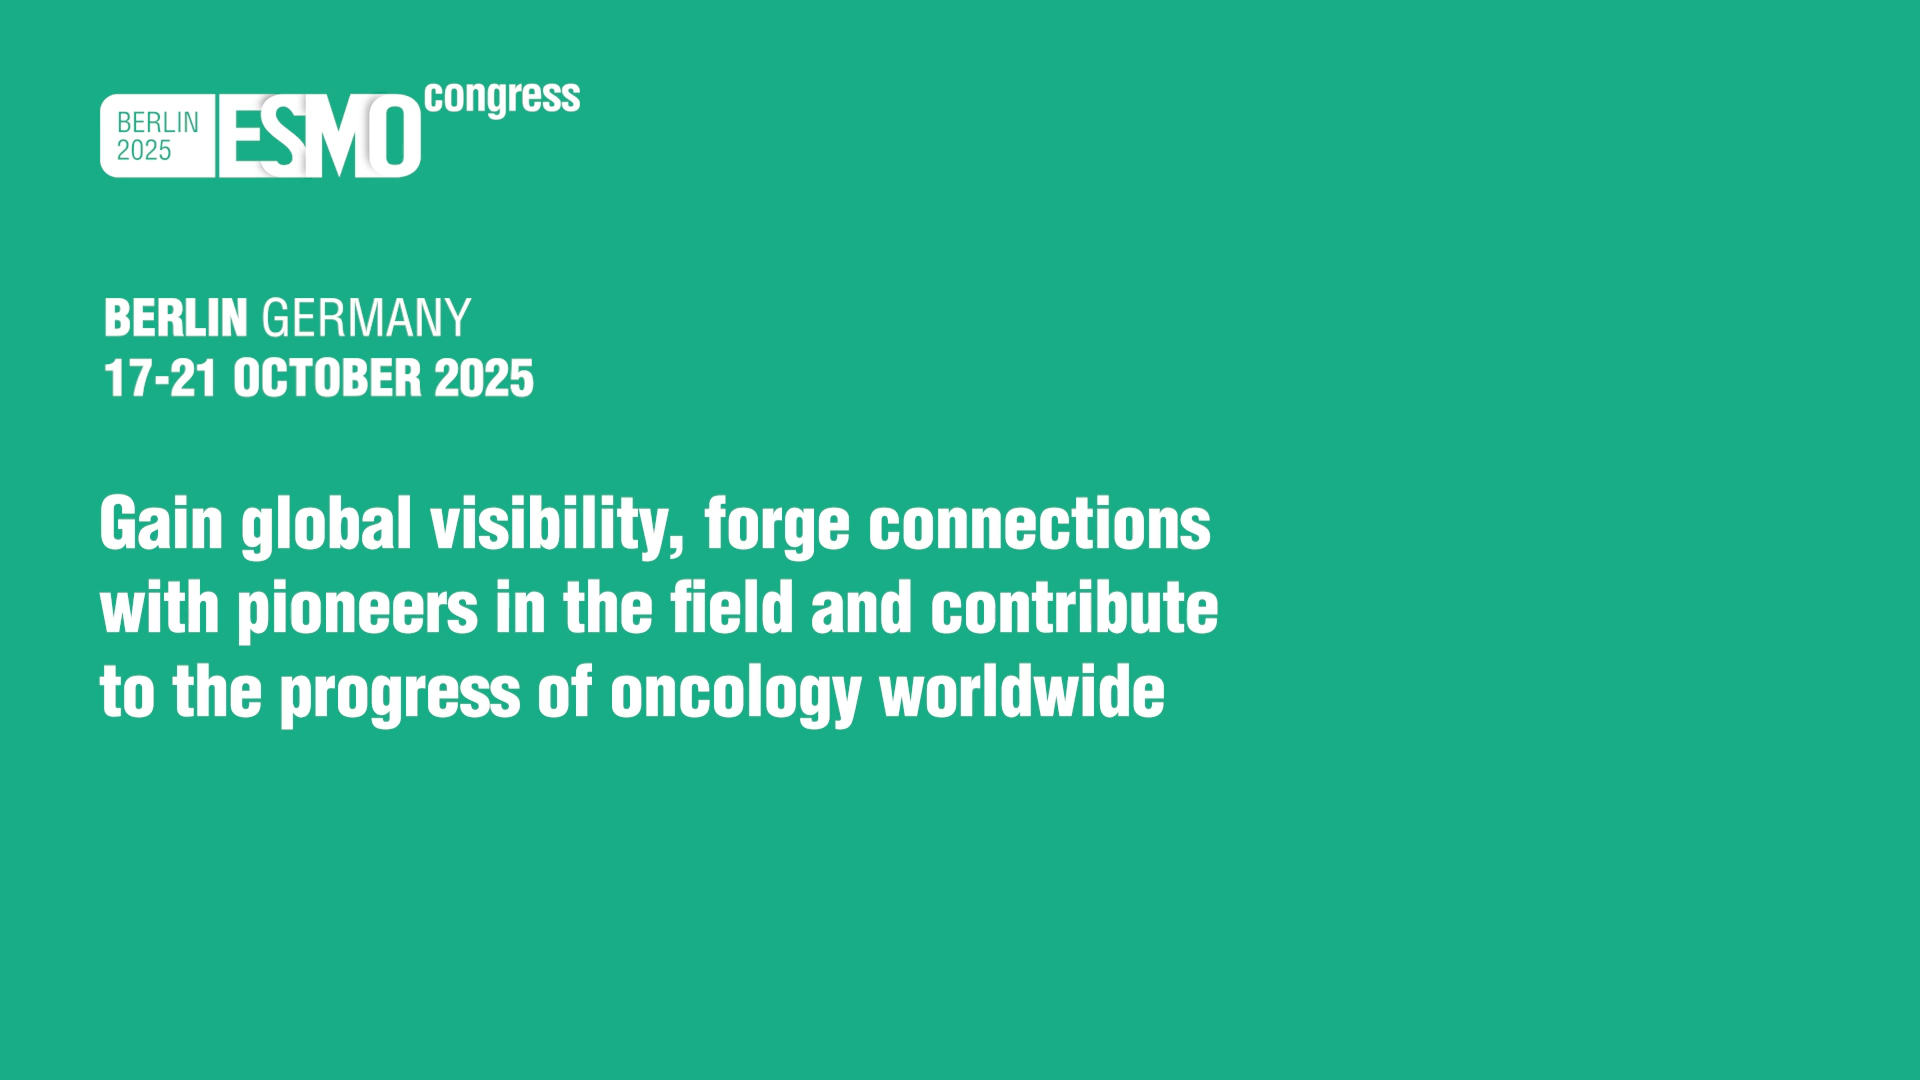 BERLIN
2025
ESMO congress
BERLIN GERMANY
17-21 OCTOBER 2025
Gain global visibility, forge connections
with pioneers in the field and contribute
to the progress of oncology worldwide